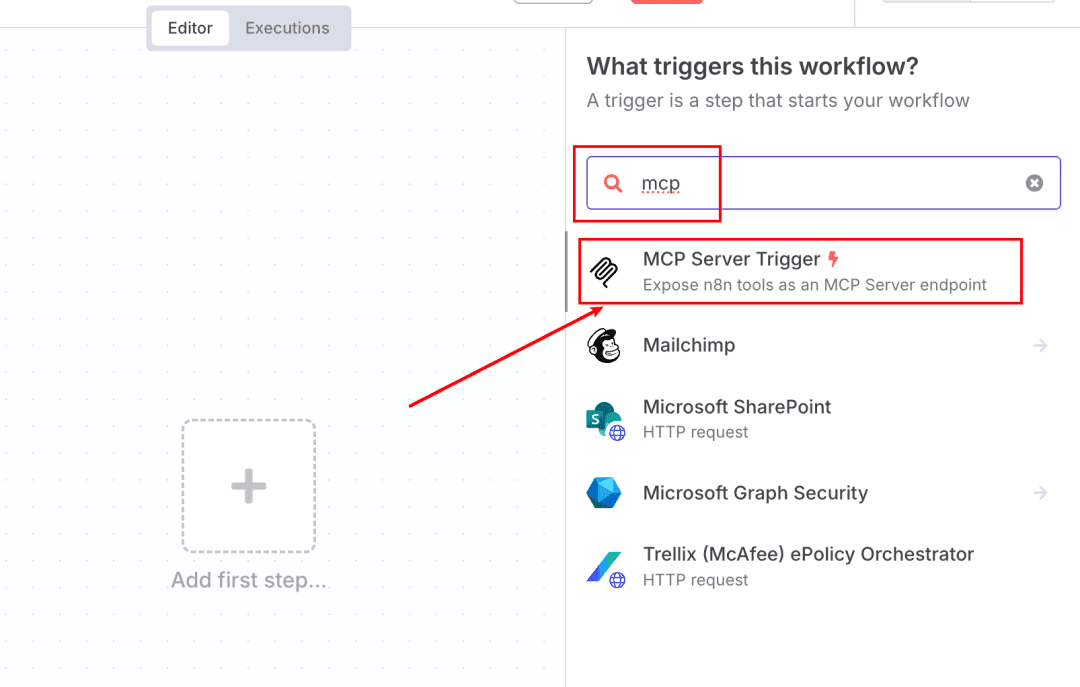 Editor Executions
What triggers this workflow?
A trigger is a step that starts your workflow
mcp
MCP Server Trigger
Expose n8n tools as an MCP Server endpoint
Mailchimp
Microsoft SharePoint
S
HTTP request
Microsoft Graph Security
Trellix (McAfee) ePolicy Orchestrator
HTTP request
Add first step...